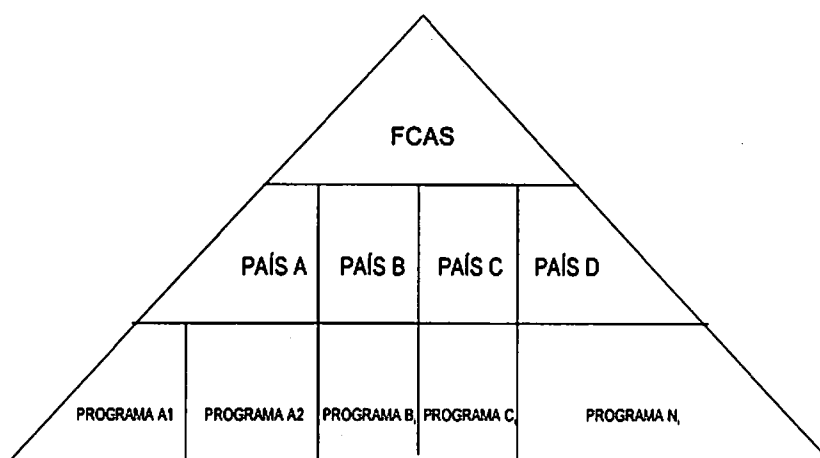 FCAS
PAÍS A PAÍS B PAÍS C PAÍS D
PROGRAMA A1 PROGRAMA A2 PROGRAMA B, PROGRAMA C, PROGRAMA N,